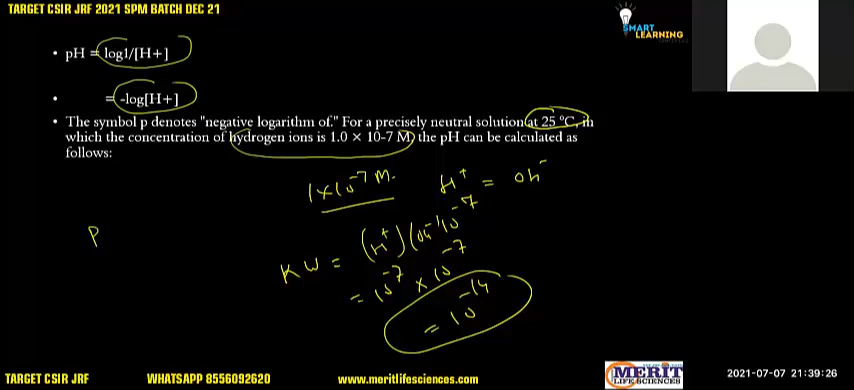 TARGET CSIR JRF 2021 SPM BATCH DEC 21
SMART
LEARNING
• pH = log1/[H+]
• = -log[H+]
• The symbol p denotes "negative logarithm of." For a precisely neutral solution at 25 °C, in
which the concentration of hydrogen ions is 1.0 × 10-7 M, the pH can be calculated as
follows:
1 x 10⁻⁷ M. H⁺ = OH⁻
P
KW = (H⁺) (OH⁻) 10⁻⁷
= 10⁻⁷ x 10⁻⁷
= 10⁻¹⁴
TARGET CSIR JRF WHATSAPP 8556092620 www.meritlifesciences.com MERIT
LIFE SCIENCES
2021-07-07 21:39:26